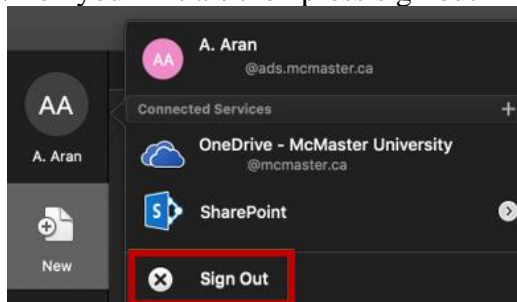 AA
A. Aran
New
AA
A. Aran
@ads.mcmaster.ca
Connected Services +
OneDrive - McMaster University
@mcmaster.ca
S
SharePoint
Sign Out